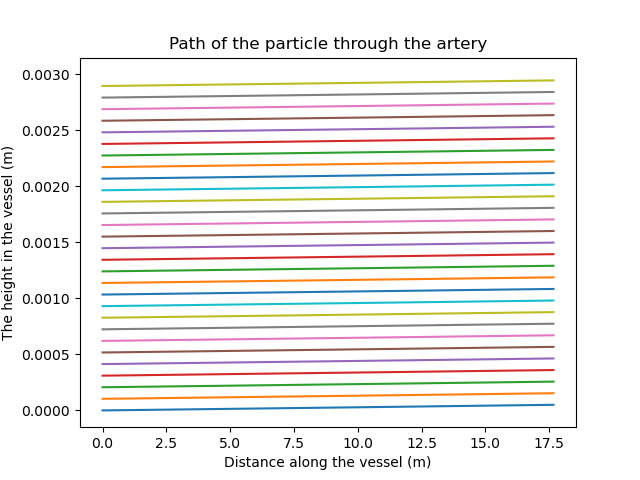 Path of the particle through the artery
The height in the vessel (m)
0.0030
0.0025
0.0020
0.0015
0.0010
0.0005
0.0000
0.0 2.5 5.0 7.5 10.0 12.5 15.0 17.5
Distance along the vessel (m)